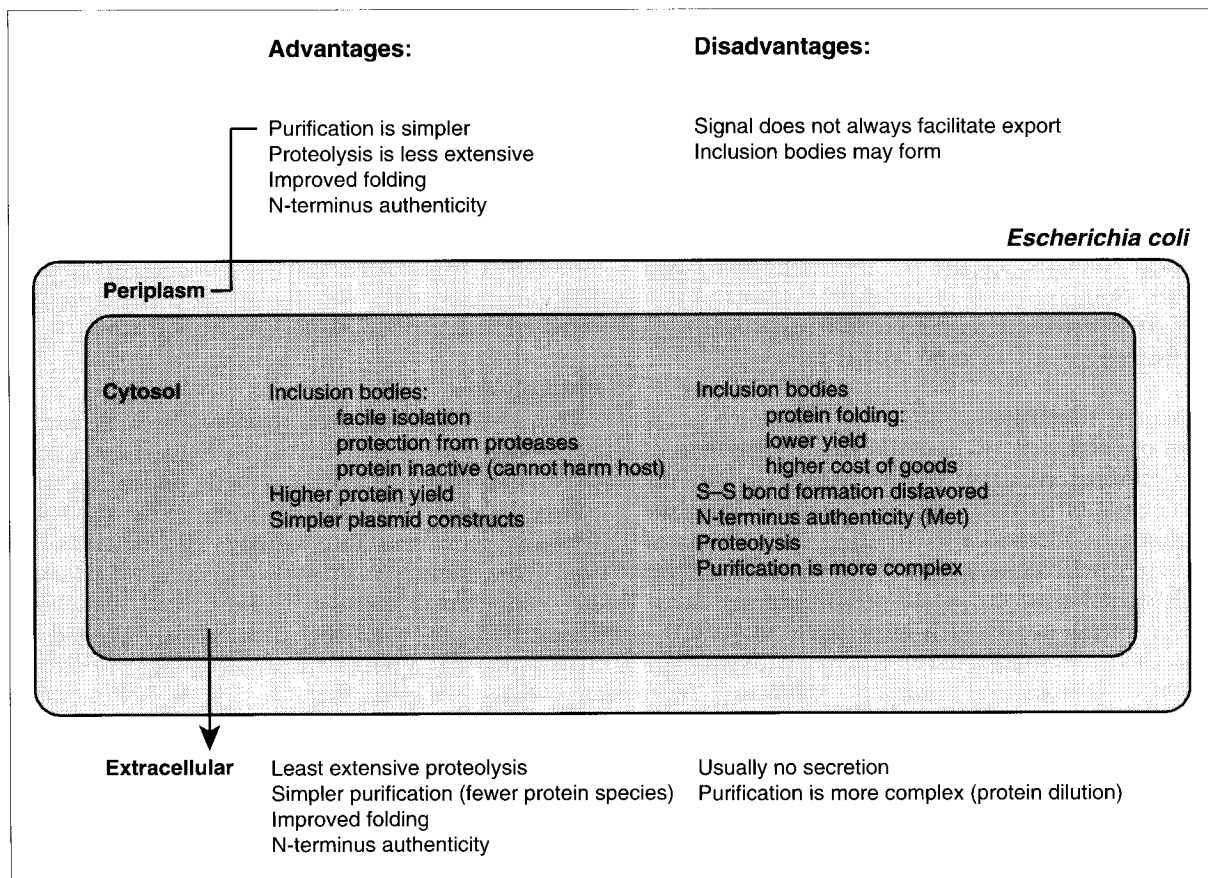 Advantages:
Disadvantages:
Purification is simpler
Proteolysis is less extensive
Improved folding
N-terminus authenticity
Signal does not always facilitate export
Inclusion bodies may form
Escherichia coli
Periplasm
Cytosol
Inclusion bodies:
facile isolation
protection from proteases
protein inactive (cannot harm host)
Higher protein yield
Simpler plasmid constructs
Inclusion bodies
protein folding:
lower yield
higher cost of goods
S–S bond formation disfavored
N-terminus authenticity (Met)
Proteolysis
Purification is more complex
Extracellular
Least extensive proteolysis
Simpler purification (fewer protein species)
Improved folding
N-terminus authenticity
Usually no secretion
Purification is more complex (protein dilution)